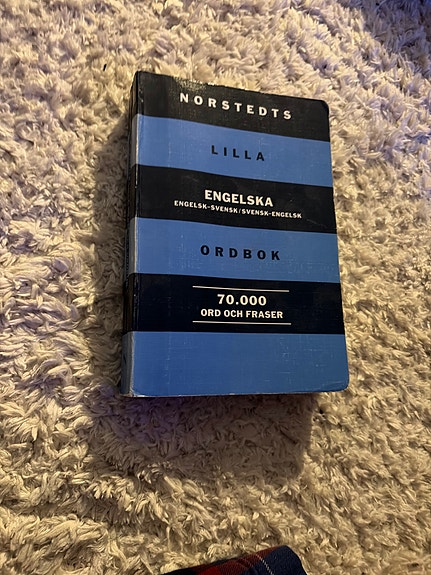 NORSTEDTS
LILLA
ENGELSKA
ENGELSK-SVENSK/SVENSK-ENGELSK
ORDBOK
70.000
ORD OCH FRASER